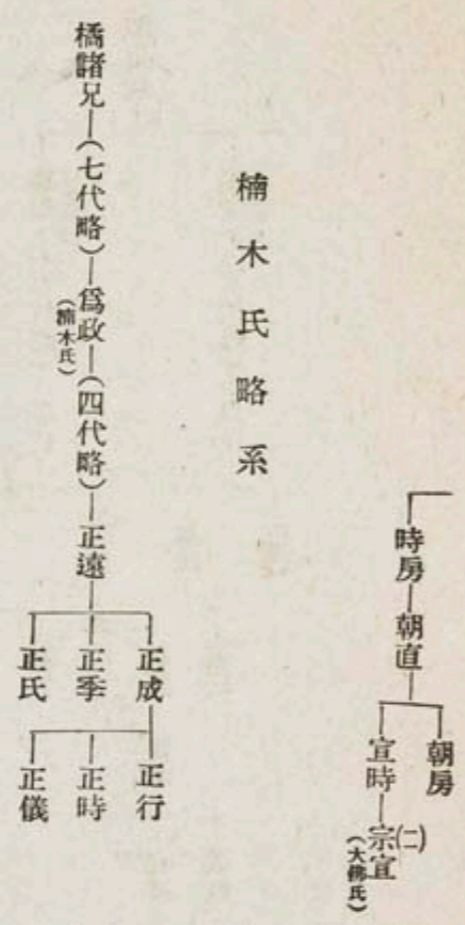 時房―朝直
朝房
宣時―宗宣㈡
(大佛氏)
楠木氏略系
橘諸兄―(七代略)―爲政―(四代略)―正遠
(楠木氏)
正成
正行
正季
正時
正氏
正儀